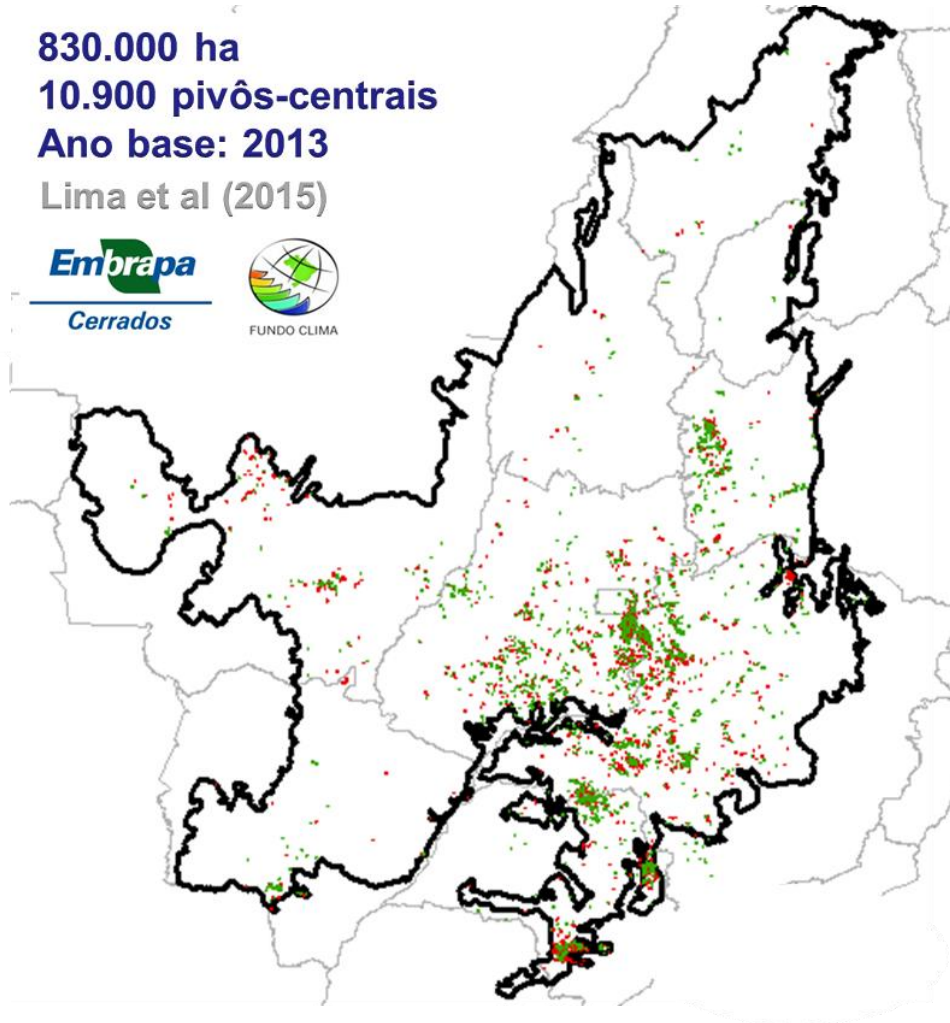 830.000 ha
10.900 pivôs-centrais
Ano base: 2013
Lima et al (2015)
Embrapa
Cerrados
FUNDO CLIMA